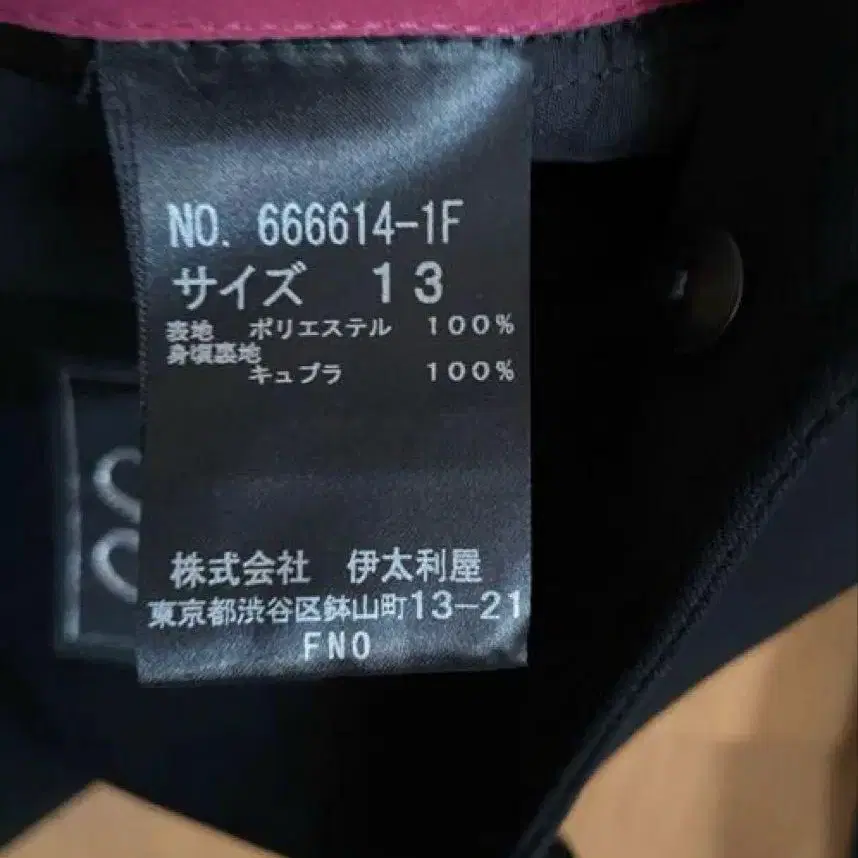 NO. 666614-1F
サイズ 13
表地 ポリエステル 100%
身頃裏地
キュプラ 100%
株式会社 伊太利屋
東京都渋谷区鉢山町13-21
FNO